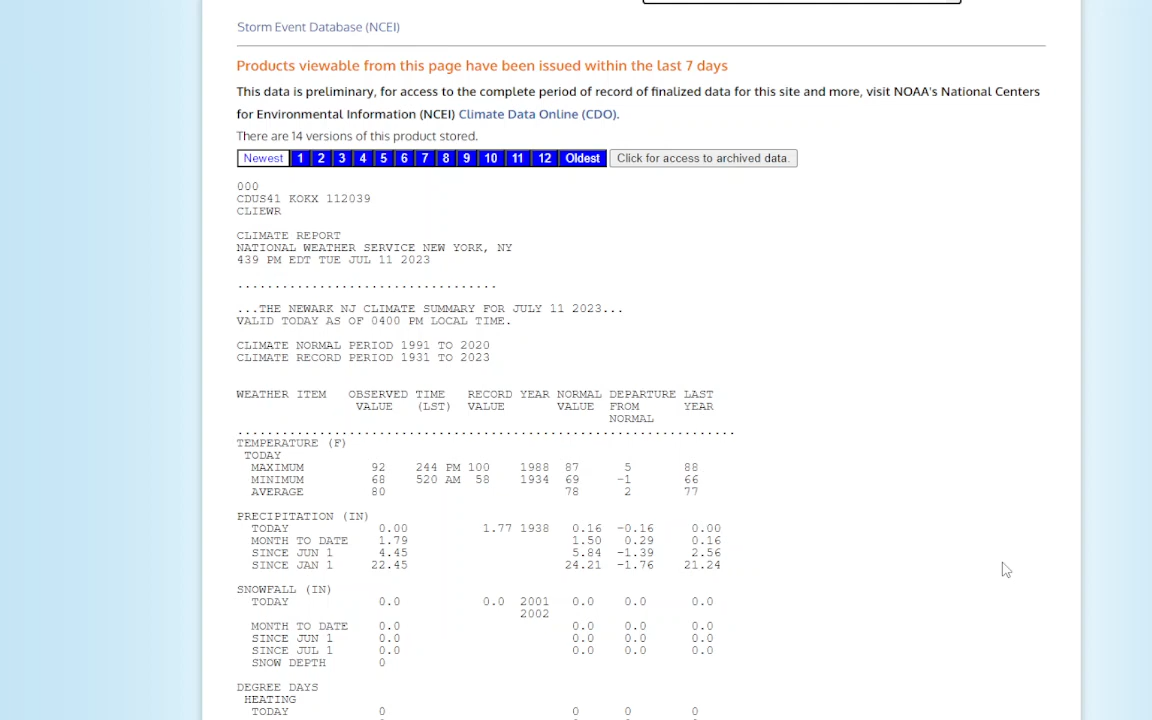 Storm Event Database (NCEI)
Products viewable from this page have been issued within the last 7 days
This data is preliminary, for access to the complete period of record of finalized data for this site and more, visit NOAA's National Centers
for Environmental Information (NCEI) Climate Data Online (CDO).
There are 14 versions of this product stored.
Newest 1 2 3 4 5 6 7 8 9 10 11 12 Oldest Click for access to archived data.
000
CDUS41 KOKX 112039
CLIEWR
CLIMATE REPORT
NATIONAL WEATHER SERVICE NEW YORK, NY
439 PM EDT TUE JUL 11 2023
...................................
...THE NEWARK NJ CLIMATE SUMMARY FOR JULY 11 2023...
VALID TODAY AS OF 0400 PM LOCAL TIME.
CLIMATE NORMAL PERIOD 1991 TO 2020
CLIMATE RECORD PERIOD 1931 TO 2023
WEATHER ITEM OBSERVED TIME RECORD YEAR NORMAL DEPARTURE LAST
VALUE (LST) VALUE VALUE FROM YEAR
NORMAL
...................................................................
TEMPERATURE (F)
TODAY
MAXIMUM 92 244 PM 100 1988 87 5 88
MINIMUM 68 520 AM 58 1934 69 -1 66
AVERAGE 80 78 2 77
PRECIPITATION (IN)
TODAY 0.00 1.77 1938 0.16 -0.16 0.00
MONTH TO DATE 1.79 1.50 0.29 0.16
SINCE JUN 1 4.45 5.84 -1.39 2.56
SINCE JAN 1 22.45 24.21 -1.76 21.24
SNOWFALL (IN)
TODAY 0.0 0.0 2001 0.0 0.0 0.0
2002
MONTH TO DATE 0.0 0.0 0.0 0.0
SINCE JUN 1 0.0 0.0 0.0 0.0
SINCE JUL 1 0.0 0.0 0.0 0.0
SNOW DEPTH 0
DEGREE DAYS
HEATING
TODAY 0 0 0 0